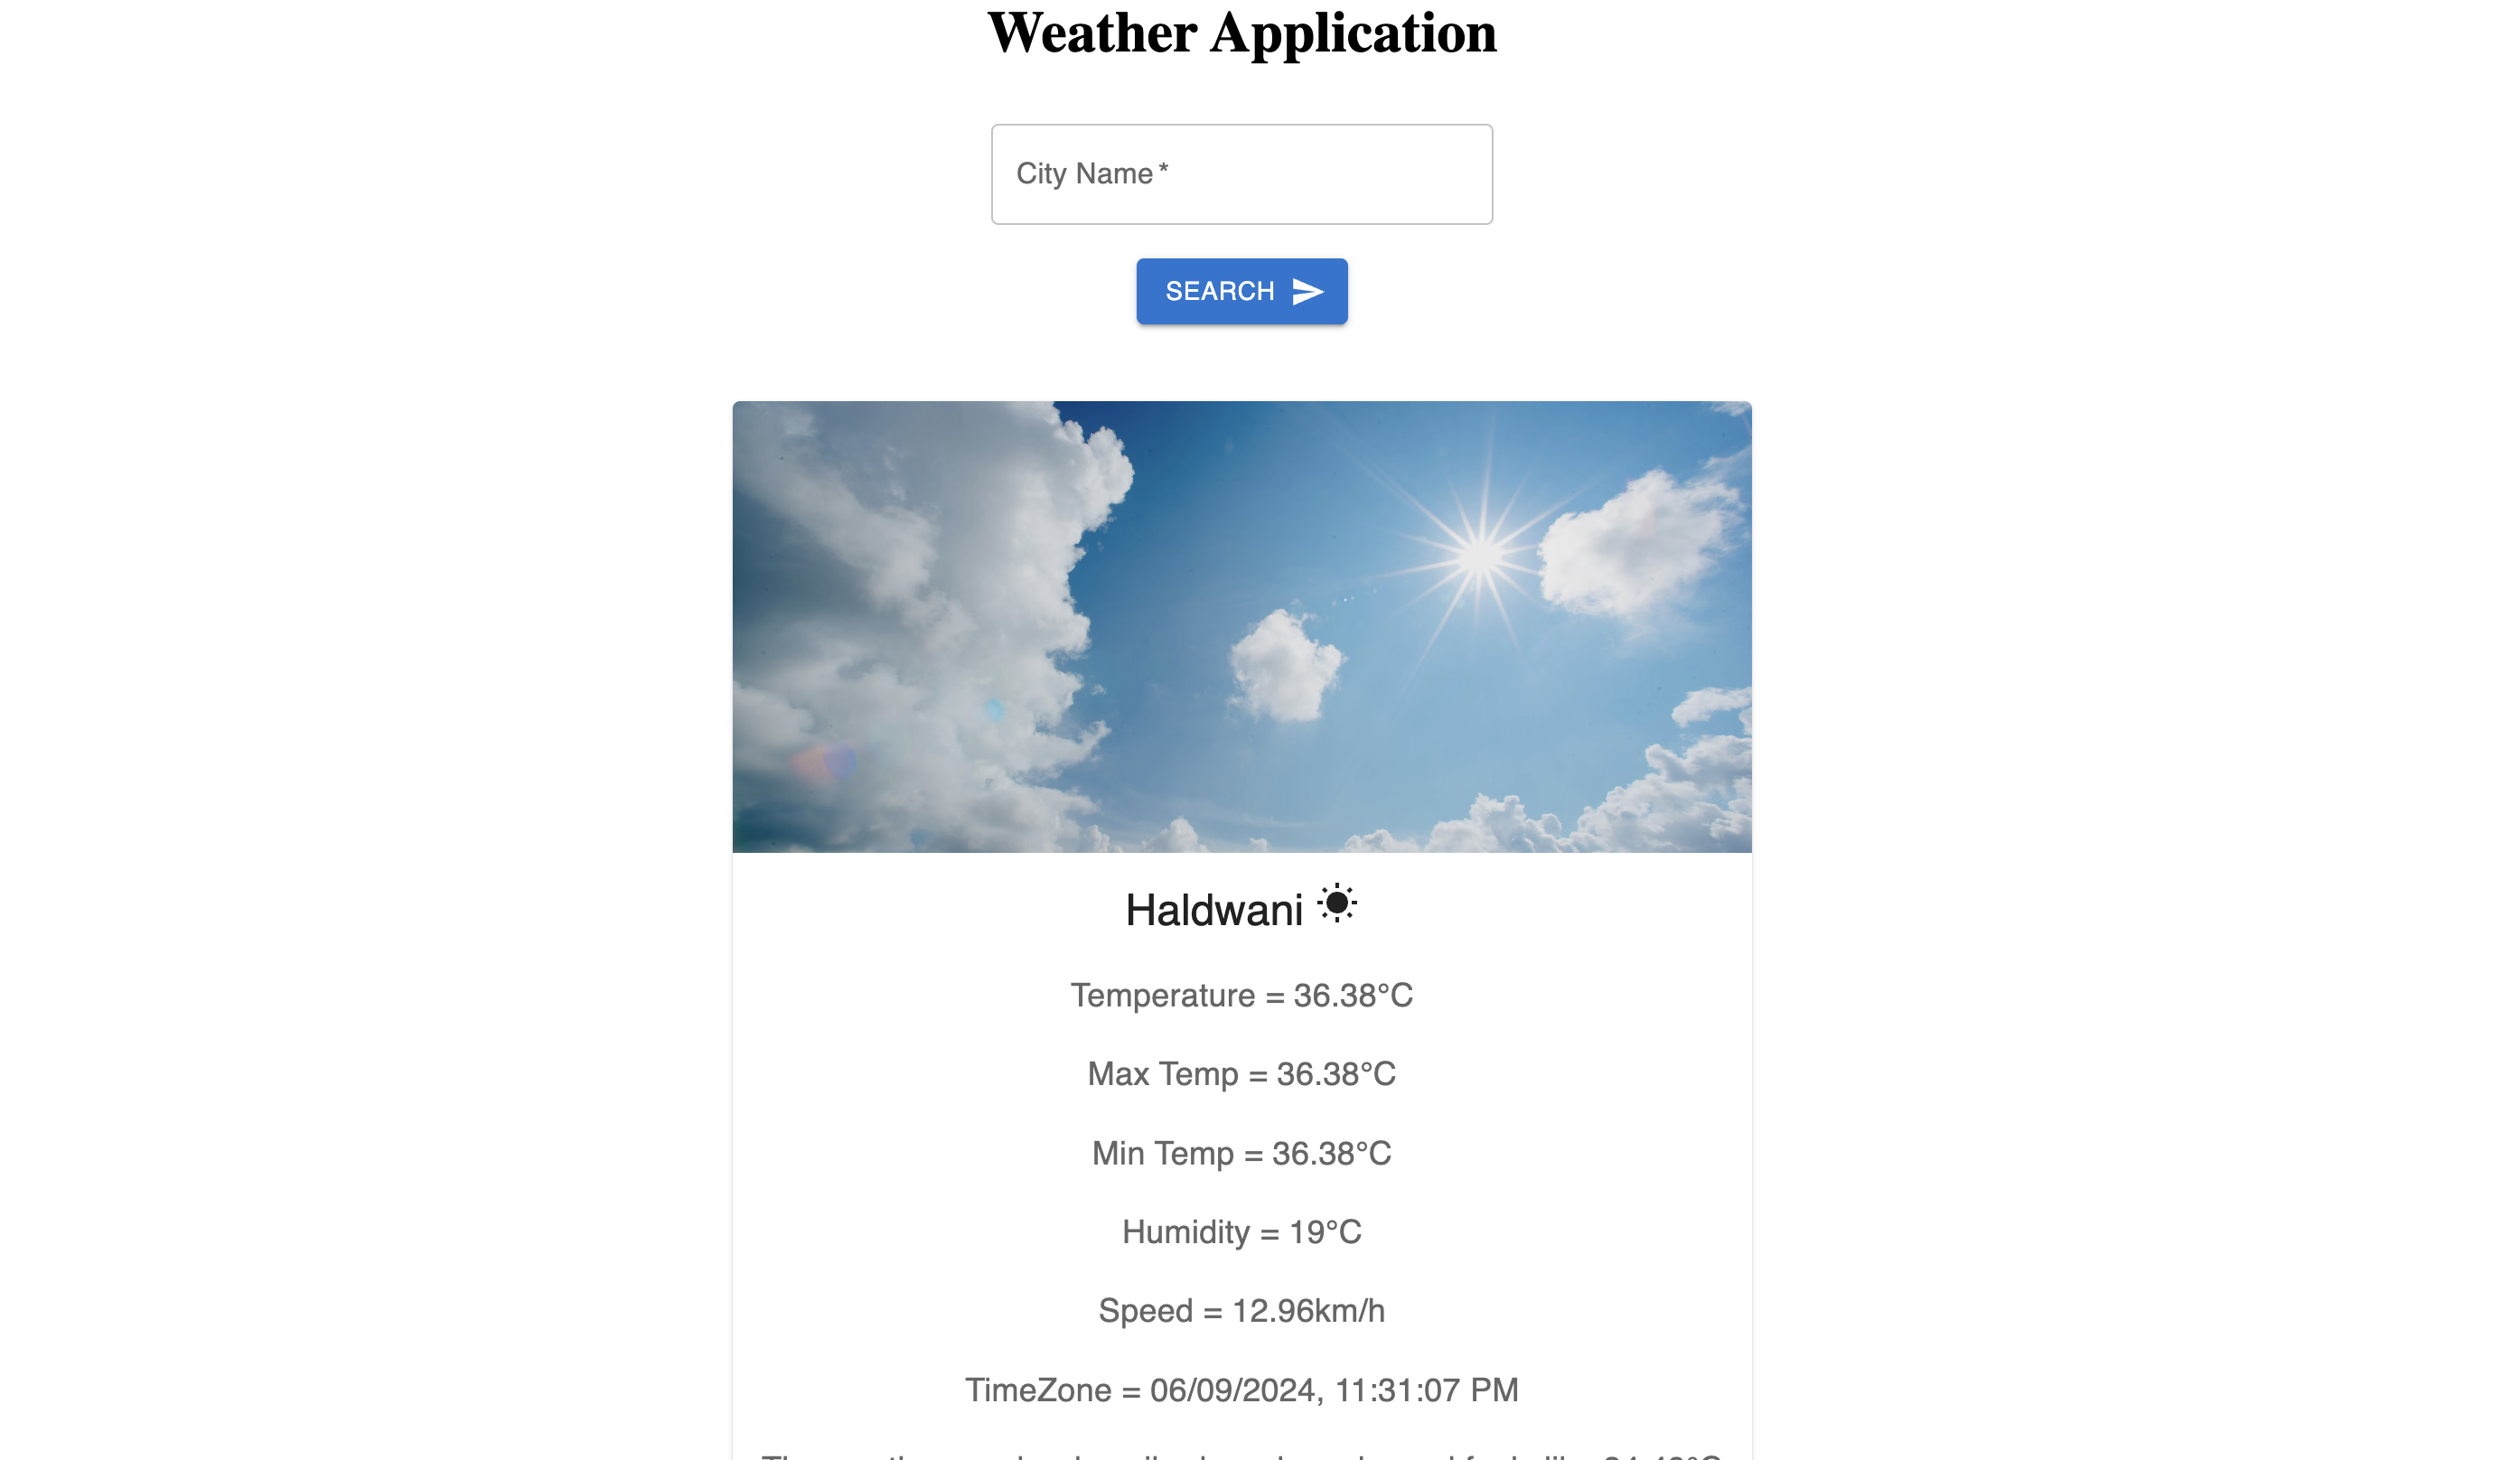 Weather Application
City Name *
SEARCH
Haldwani
Temperature = 36.38°C
Max Temp = 36.38°C
Min Temp = 36.38°C
Humidity = 19°C
Speed = 12.96km/h
TimeZone = 06/09/2024, 11:31:07 PM